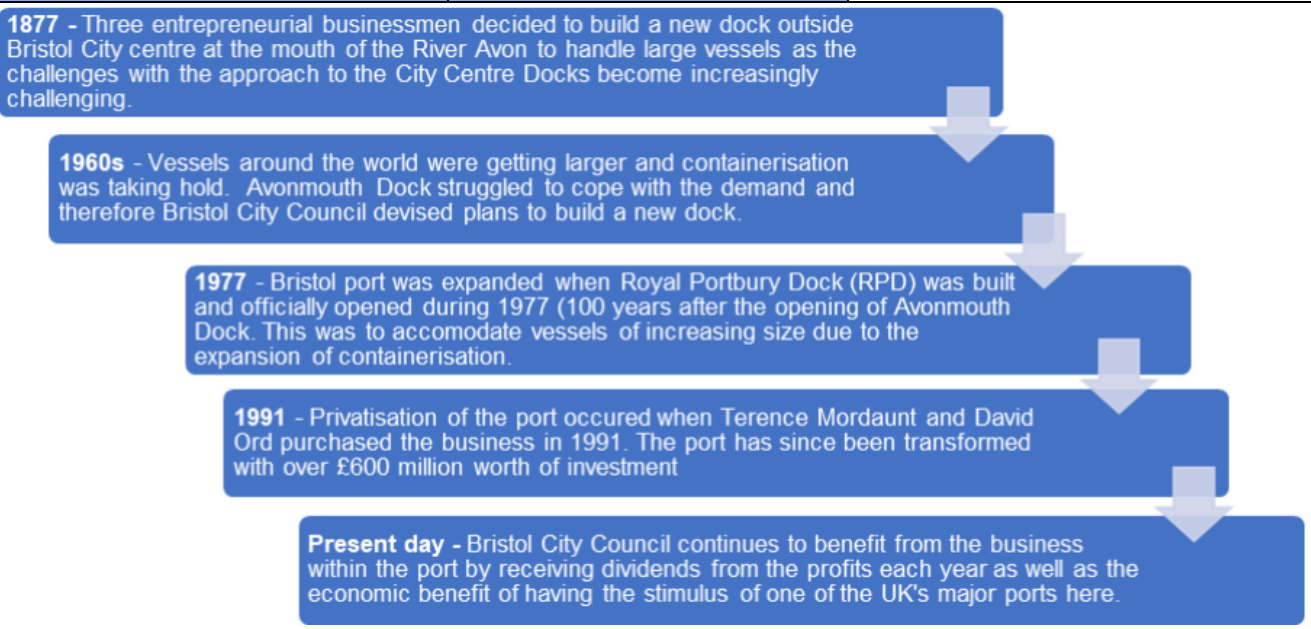 1877 - Three entrepreneurial businessmen decided to build a new dock outside
Bristol City centre at the mouth of the River Avon to handle large vessels as the
challenges with the approach to the City Centre Docks become increasingly
challenging.
1960s - Vessels around the world were getting larger and containerisation
was taking hold. Avonmouth Dock struggled to cope with the demand and
therefore Bristol City Council devised plans to build a new dock.
1977 - Bristol port was expanded when Royal Portbury Dock (RPD) was built
and officially opened during 1977 (100 years after the opening of Avonmouth
Dock. This was to accomodate vessels of increasing size due to the
expansion of containerisation.
1991 - Privatisation of the port occured when Terence Mordaunt and David
Ord purchased the business in 1991. The port has since been transformed
with over £600 million worth of investment
Present day - Bristol City Council continues to benefit from the business
within the port by receiving dividends from the profits each year as well as the
economic benefit of having the stimulus of one of the UK's major ports here.